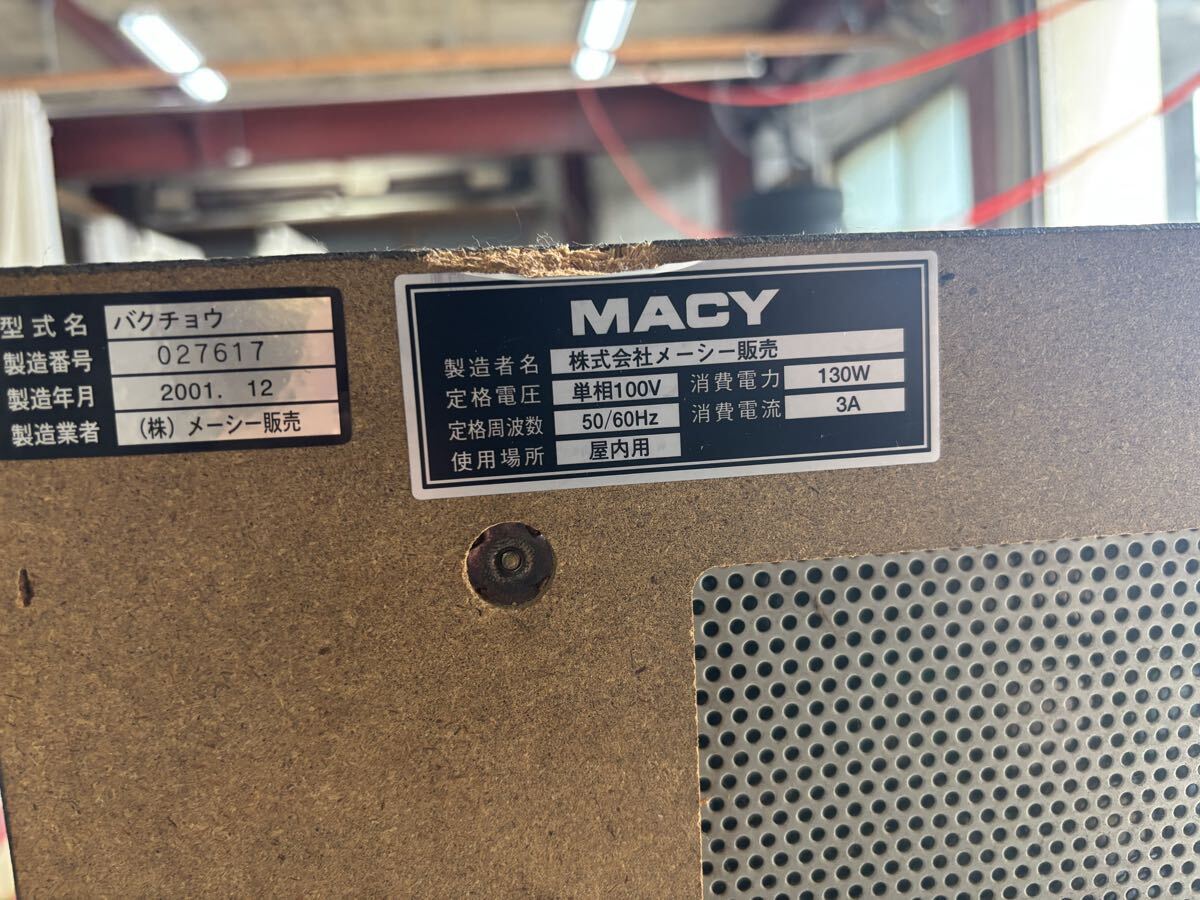 型式名 バクチョウ
製造番号 027617
製造年月 2001. 12
製造業者 (株) メーシー販売
MACY
製造者名 株式会社メーシー販売
定格電圧 単相100V 消費電力 130W
定格周波数 50/60Hz 消費電流 3A
使用場所 屋内用